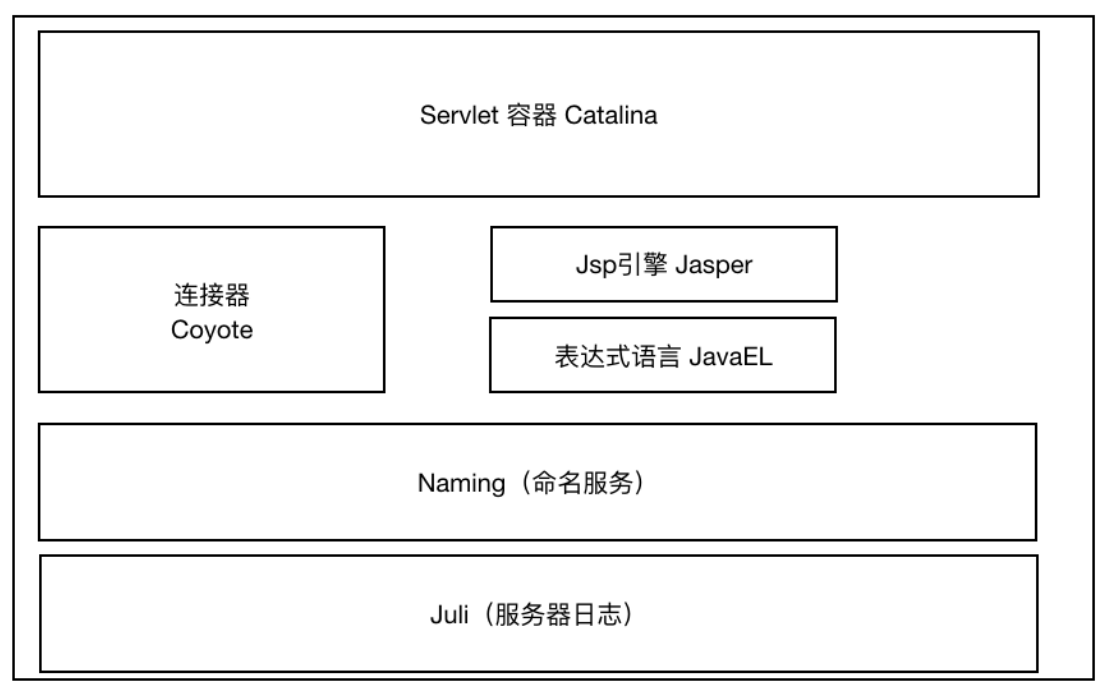 Servlet 容器 Catalina
连接器
Coyote
Jsp引擎 Jasper
表达式语言 JavaEL
Naming（命名服务）
Juli（服务器日志）